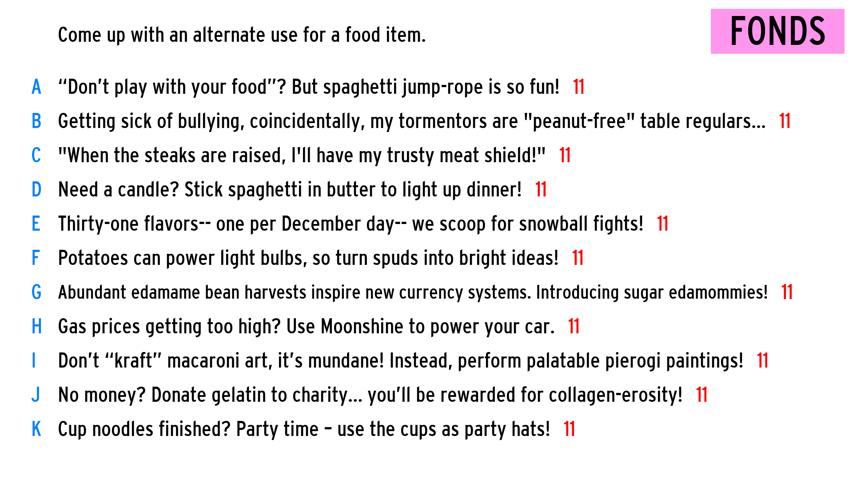 Come up with an alternate use for a food item.
FONDS
A “Don’t play with your food”? But spaghetti jump-rope is so fun! 11
B Getting sick of bullying, coincidentally, my tormentors are "peanut-free" table regulars... 11
C "When the steaks are raised, I'll have my trusty meat shield!" 11
D Need a candle? Stick spaghetti in butter to light up dinner! 11
E Thirty-one flavors-- one per December day-- we scoop for snowball fights! 11
F Potatoes can power light bulbs, so turn spuds into bright ideas! 11
G Abundant edamame bean harvests inspire new currency systems. Introducing sugar edamommies! 11
H Gas prices getting too high? Use Moonshine to power your car. 11
I Don’t “kraft” macaroni art, it’s mundane! Instead, perform palatable pierogi paintings! 11
J No money? Donate gelatin to charity... you’ll be rewarded for collagen-erosity! 11
K Cup noodles finished? Party time – use the cups as party hats! 11